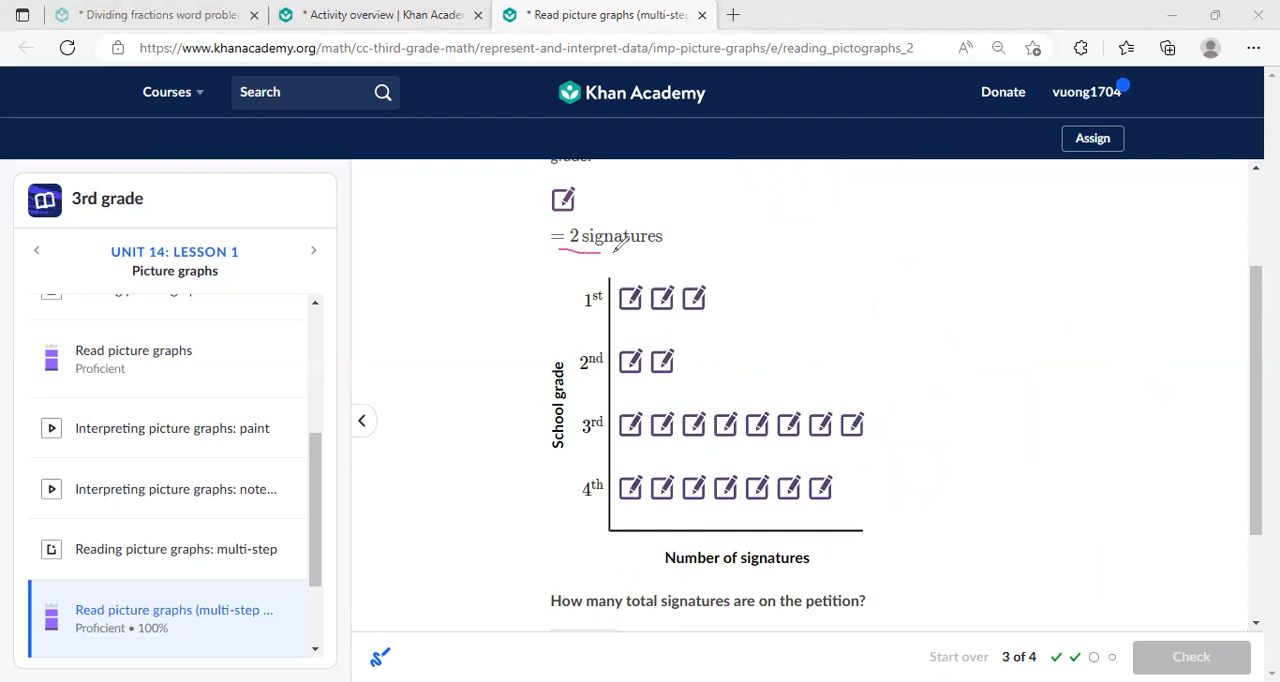 * Dividing fractions word proble
* Activity overview | Khan Acader
* Read picture graphs (multi-step
https://www.khanacademy.org/math/cc-third-grade-math/represent-and-interpret-data/imp-picture-graphs/e/reading_pictographs_2
Courses
Search
Khan Academy
Donate
vuong1704
Assign
3rd grade
UNIT 14: LESSON 1
Picture graphs
Read picture graphs
Proficient
Interpreting picture graphs: paint
Interpreting picture graphs: note...
Reading picture graphs: multi-step
Read picture graphs (multi-step ...
Proficient • 100%
grade.
= 2 signatures
School grade
1st
2nd
3rd
4th
Number of signatures
How many total signatures are on the petition?
Start over
3 of 4
Check